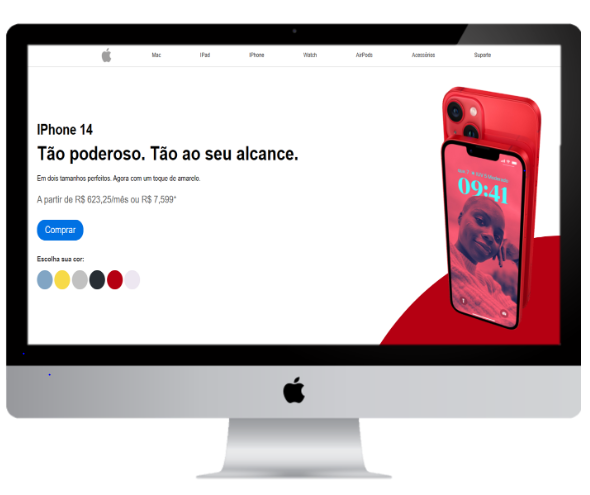 Mac IPad IPhone Watch AirPods Acessórios Suporte
IPhone 14
Tão poderoso. Tão ao seu alcance.
Em dois tamanhos perfeitos. Agora com um toque de amarelo.
A partir de R$ 623,25/mês ou R$ 7,599*
Comprar
Escolha sua cor:
09:41